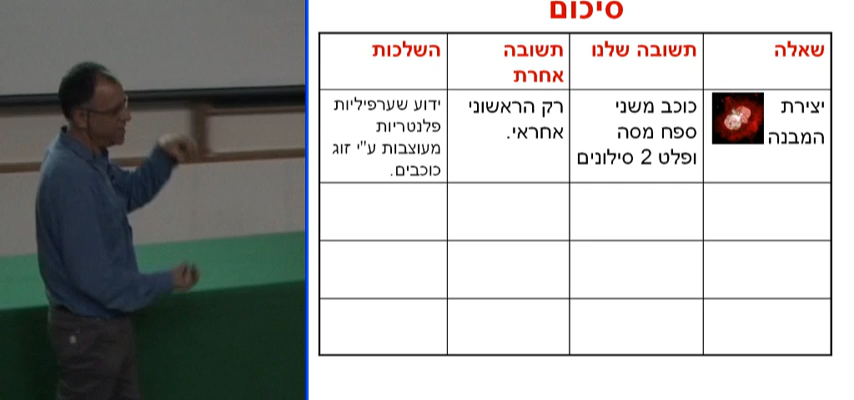 סיכום
שאלה
תשובה שלנו
תשובה
אחרת
השלכות
יצירת
המבנה
כוכב משני
ספח מסה
ופלט 2 סילונים
רק הראשוני
אחראי.
ידוע שערפיליות
פלנטריות
מעוצבות ע"י זוג
כוכבים.